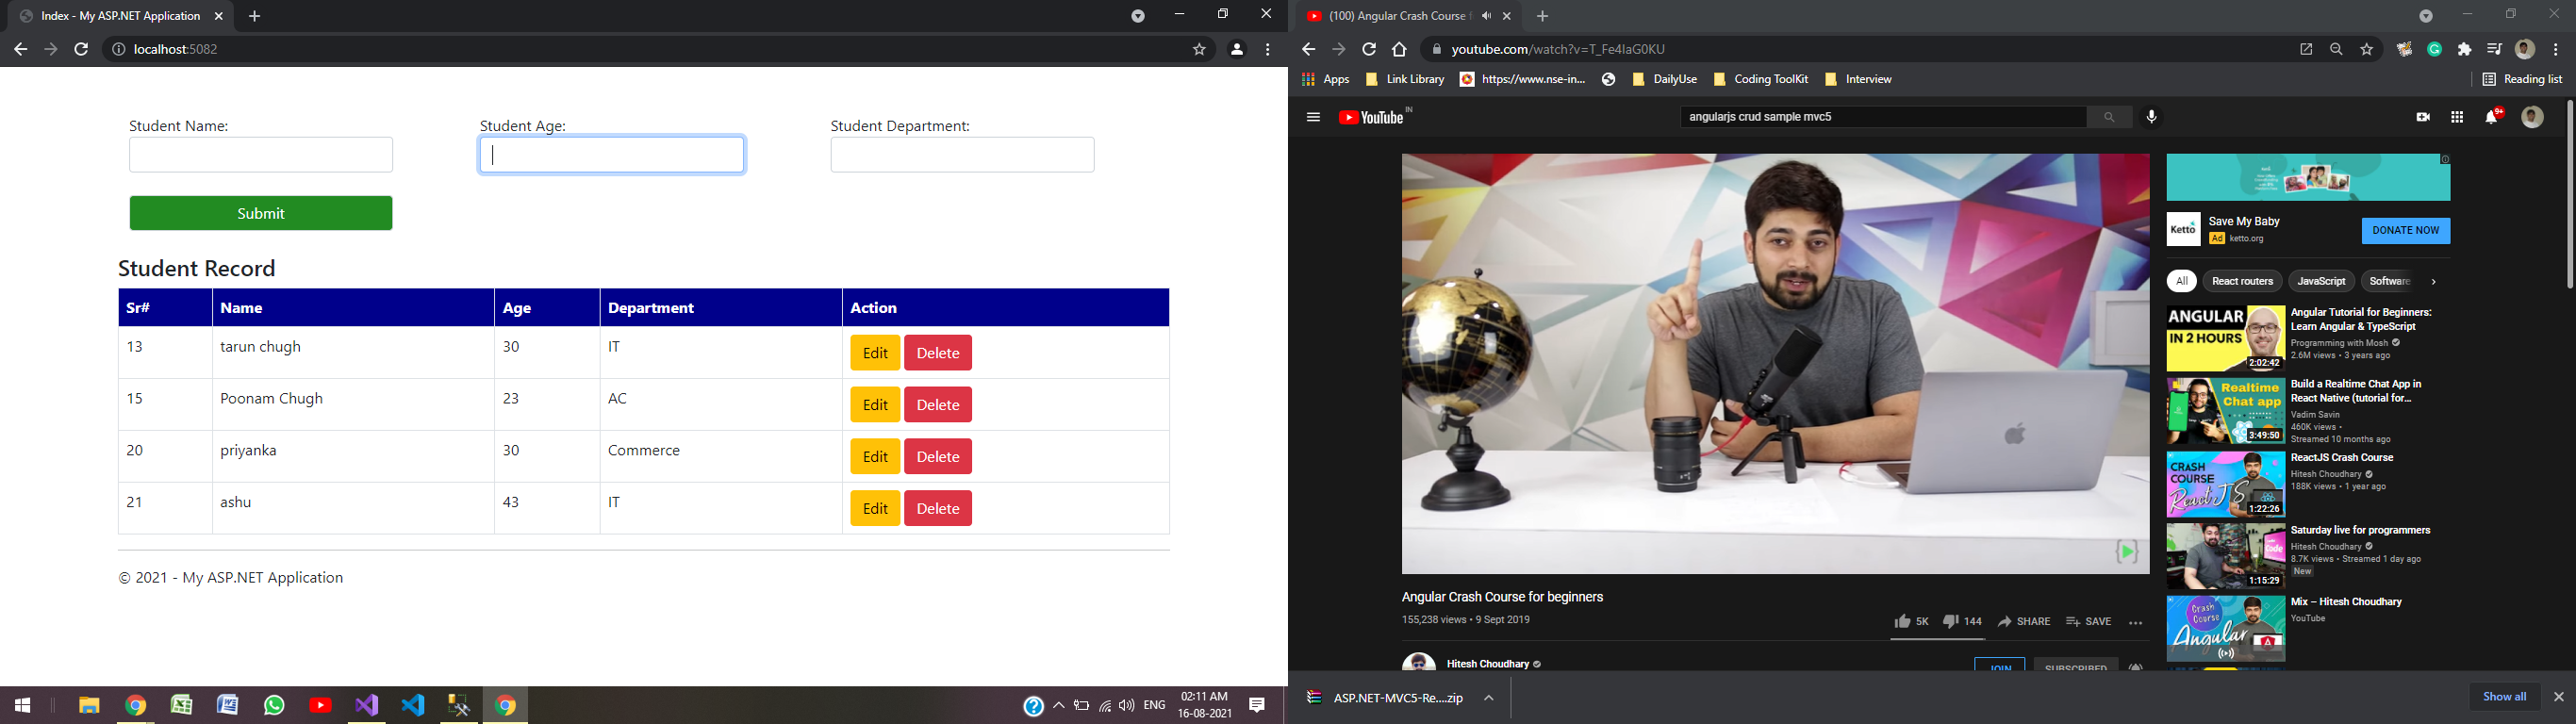 Index - My ASP.NET Application
localhost:5082
Student Name:
Student Age:
Student Department:
Submit
Student Record
Sr# Name Age Department Action
13 tarun chugh 30 IT Edit Delete
15 Poonam Chugh 23 AC Edit Delete
20 priyanka 30 Commerce Edit Delete
21 ashu 43 IT Edit Delete
© 2021 - My ASP.NET Application
ENG
02:11 AM
16-08-2021
(100) Angular Crash Course f
youtube.com/watch?v=T_Fe4laG0KU
Apps Link Library https://www.nse-in... DailyUse Coding ToolKit Interview Reading list
YouTube IN
angularjs crud sample mvc5
9+
Ketto
Save My Baby
Ad ketto.org
DONATE NOW
All React routers JavaScript Software
ANGULAR
IN 2 HOURS
2:02:42
Angular Tutorial for Beginners:
Learn Angular & TypeScript
Programming with Mosh
2.6M views • 3 years ago
Realtime
Chat app
3:49:50
Build a Realtime Chat App in
React Native (tutorial for...
Vadim Savin
460K views •
Streamed 10 months ago
CRASH
COURSE
ReactJS
1:22:26
ReactJS Crash Course
Hitesh Choudhary
188K views • 1 year ago
Code
1:15:29
Saturday live for programmers
Hitesh Choudhary
8.7K views • Streamed 1 day ago
New
Crash
Course
Angular
Mix – Hitesh Choudhary
YouTube
Angular Crash Course for beginners
155,238 views • 9 Sept 2019
5K 144 SHARE SAVE
Hitesh Choudhary
JOIN SUBSCRIBED
ASP.NET-MVC5-Re....zip
Show all